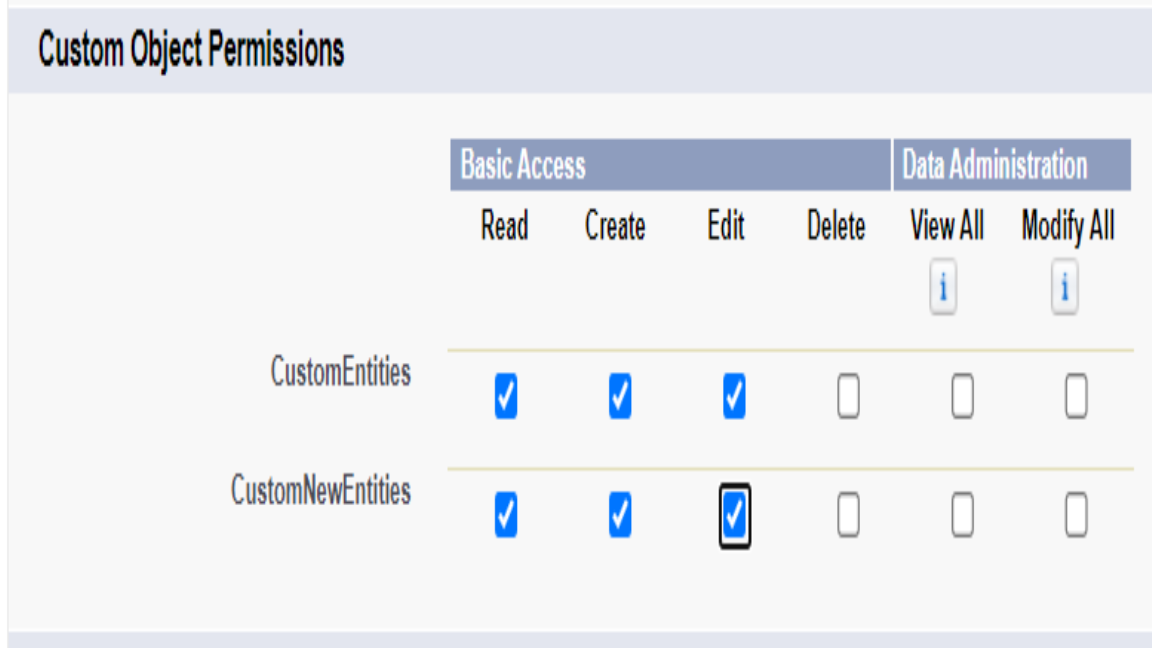 Custom Object Permissions
Basic Access Data Administration
Read Create Edit Delete View All Modify All
i i
CustomEntities
CustomNewEntities